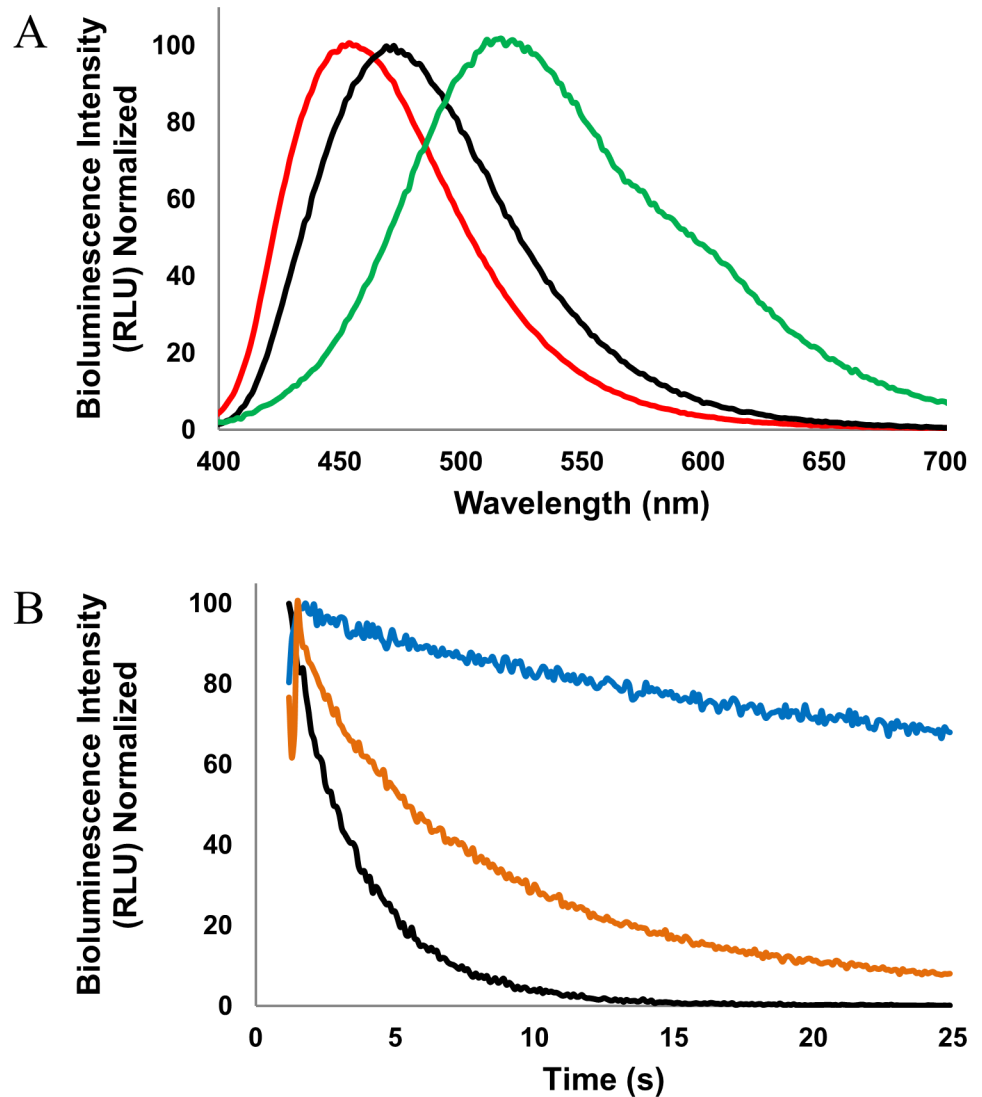 A
Bioluminescence Intensity
(RLU) Normalized
100
80
60
40
20
0
400 450 500 550 600 650 700
Wavelength (nm)
B
Bioluminescence Intensity
(RLU) Normalized
100
80
60
40
20
0
0 5 10 15 20 25
Time (s)